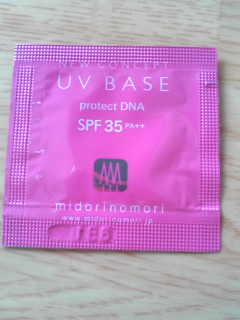 NEW CONCEPT
UV BASE
protect DNA
SPF 35 PA++
midorinomori
www.midorinomori.jp